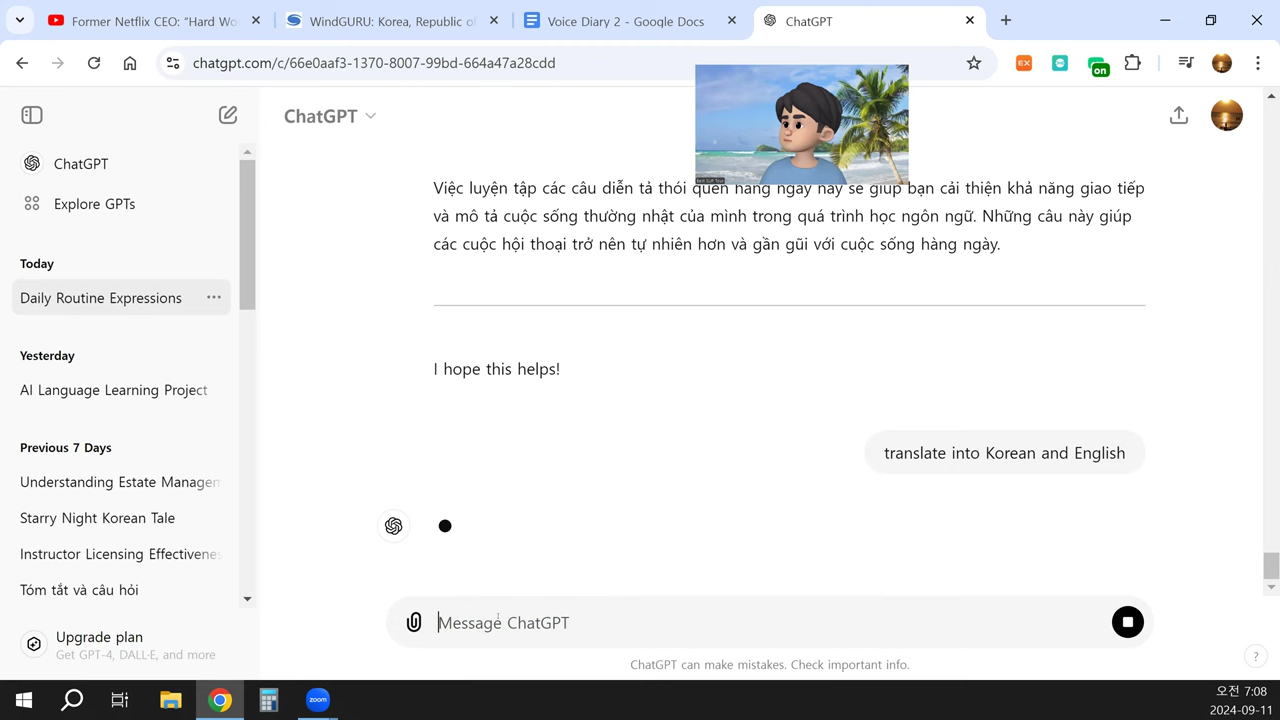 Former Netflix CEO: “Hard Wo
WindGURU: Korea, Republic of
Voice Diary 2 - Google Docs
ChatGPT
chatgpt.com/c/66e0aaf3-1370-8007-99bd-664a47a28cdd
EX
on
ChatGPT
ChatGPT
Explore GPTs
Today
Daily Routine Expressions
Yesterday
AI Language Learning Project
Previous 7 Days
Understanding Estate Managem
Starry Night Korean Tale
Instructor Licensing Effectivenes
Tóm tắt và câu hỏi
Upgrade plan
Get GPT-4, DALL·E, and more
Việc luyện tập các câu diễn tả thói quen hàng ngày này sẽ giúp bạn cải thiện khả năng giao tiếp
và mô tả cuộc sống thường nhật của mình trong quá trình học ngôn ngữ. Những câu này giúp
các cuộc hội thoại trở nên tự nhiên hơn và gần gũi với cuộc sống hàng ngày.
I hope this helps!
translate into Korean and English
Message ChatGPT
ChatGPT can make mistakes. Check important info.
?
zoom
오전 7:08
2024-09-11